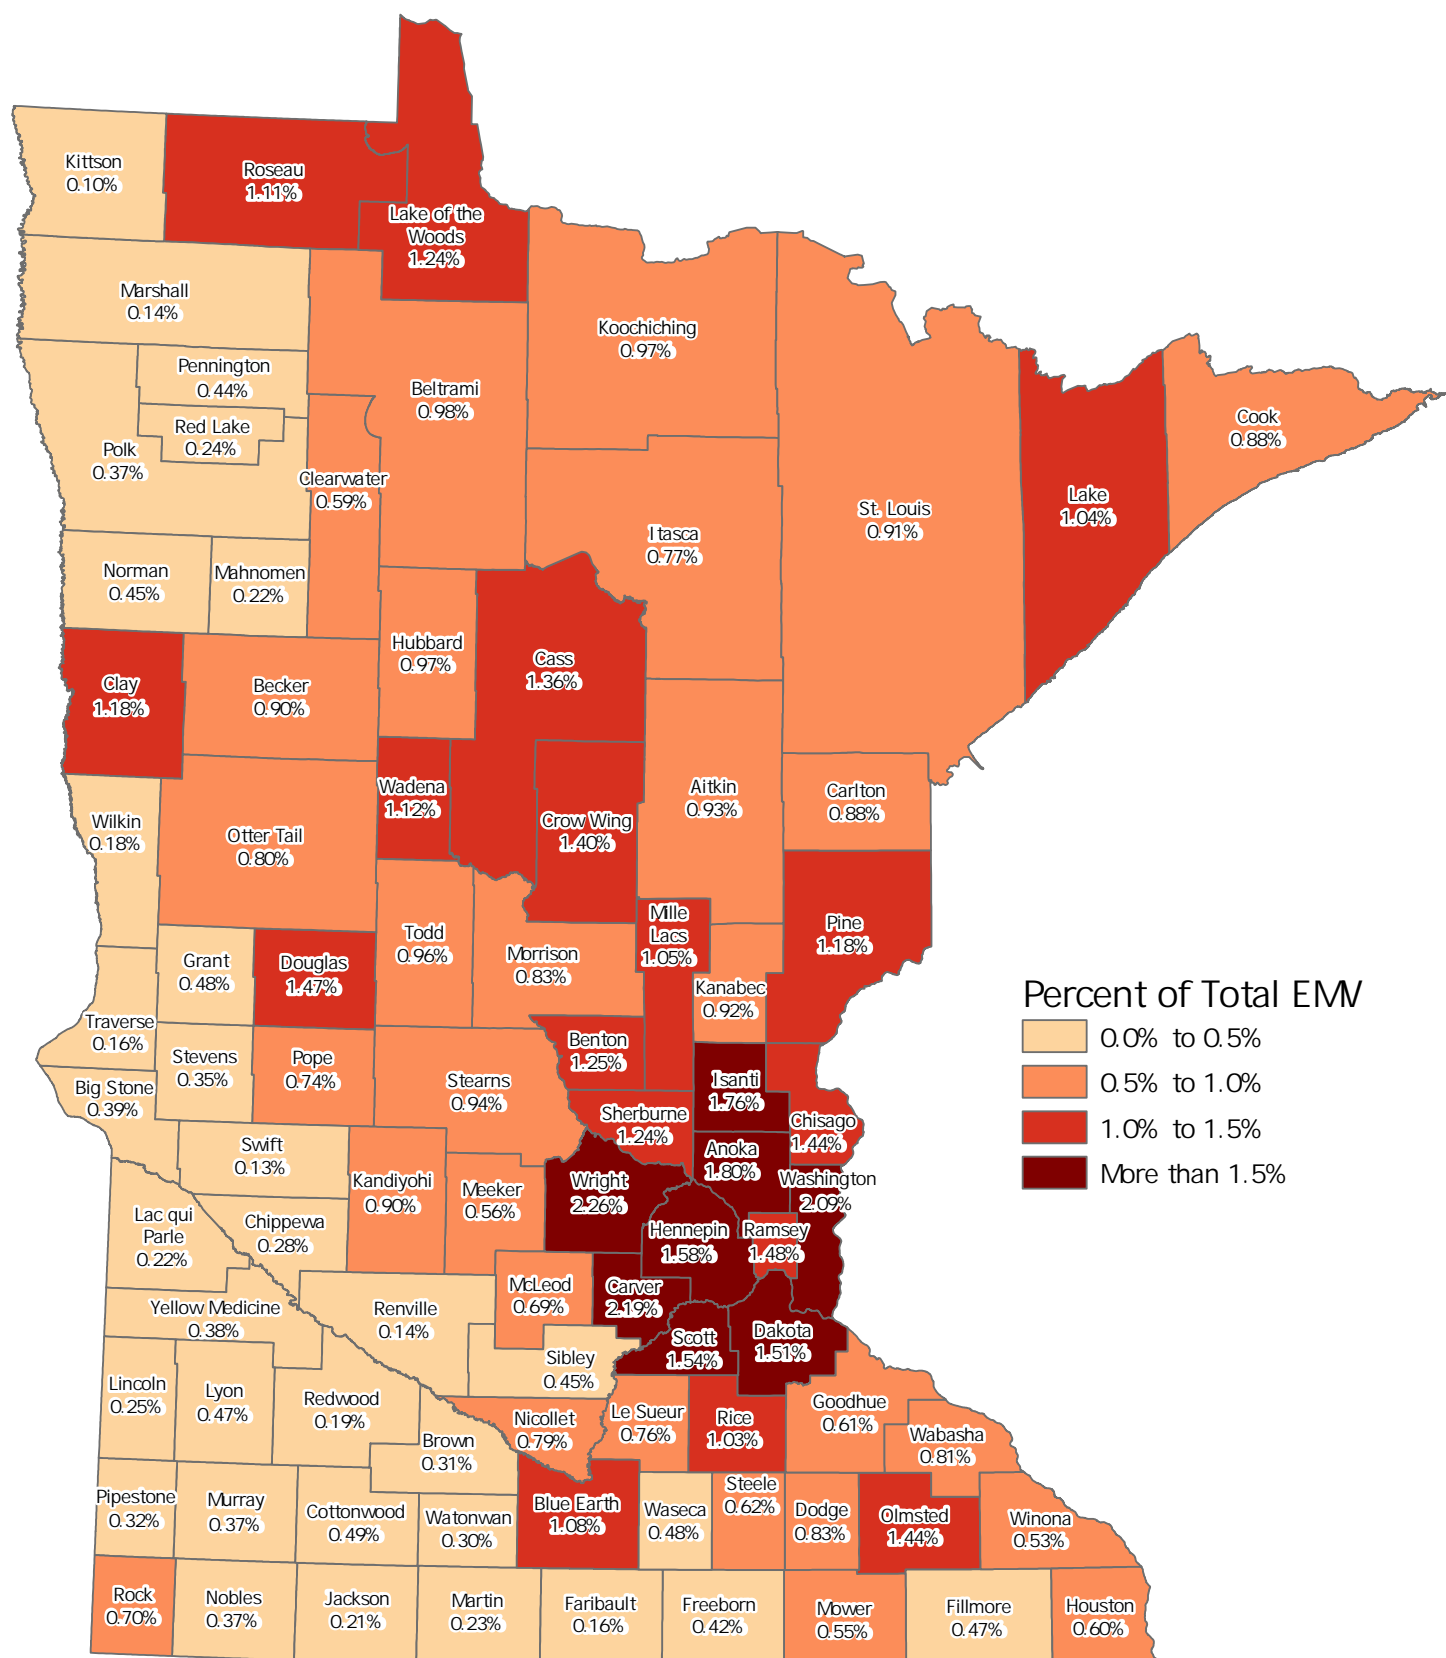 Kittson
0.10%
Roseau
1.11%
Lake of the
Woods
1.24%
Marshall
0.14%
Koochiching
0.97%
Pennington
0.44%
Beltrami
0.98%
Red Lake
0.24%
Polk
0.37%
Cook
0.88%
Clearwater
0.59%
Lake
1.04%
St. Louis
0.91%
Itasca
0.77%
Norman
0.45%
Mahnomen
0.22%
Hubbard
0.97%
Cass
1.36%
Clay
1.18%
Becker
0.90%
Wadena
1.12%
Aitkin
0.93%
Carlton
0.88%
Wilkin
0.18%
Otter Tail
0.80%
Crow Wing
1.40%
Mille
Lacs
1.05%
Pine
1.18%
Todd
0.96%
Morrison
0.83%
Grant
0.48%
Douglas
1.47%
Kanabec
0.92%
Percent of Total EMV
0.0% to 0.5%
0.5% to 1.0%
1.0% to 1.5%
More than 1.5%
Traverse
0.16%
Stevens
0.35%
Pope
0.74%
Benton
1.25%
Stearns
0.94%
Isanti
1.76%
Big Stone
0.39%
Sherburne
1.24%
Chisago
1.44%
Swift
0.13%
Anoka
1.80%
Kandiyohi
0.90%
Meeker
0.56%
Wright
2.26%
Washington
2.09%
Lac qui
Parle
0.22%
Chippewa
0.28%
Hennepin
1.58%
Ramsey
1.48%
McLeod
0.69%
Carver
2.19%
Yellow Medicine
0.38%
Renville
0.14%
Scott
1.54%
Dakota
1.51%
Sibley
0.45%
Lincoln
0.25%
Lyon
0.47%
Redwood
0.19%
Nicollet
0.79%
Le Sueur
0.76%
Rice
1.03%
Goodhue
0.61%
Wabasha
0.81%
Brown
0.31%
Pipestone
0.32%
Murray
0.37%
Cottonwood
0.49%
Watonwan
0.30%
Blue Earth
1.08%
Waseca
0.48%
Steele
0.62%
Dodge
0.83%
Olmsted
1.44%
Winona
0.53%
Rock
0.70%
Nobles
0.37%
Jackson
0.21%
Martin
0.23%
Faribault
0.16%
Freeborn
0.42%
Mower
0.55%
Fillmore
0.47%
Houston
0.60%